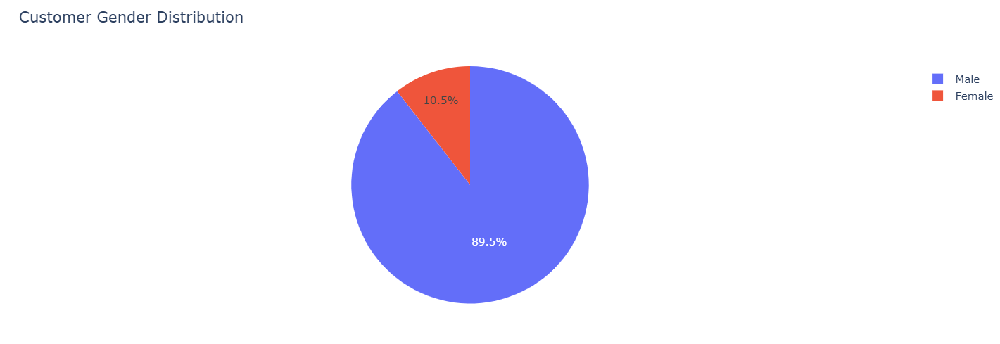 Customer Gender Distribution
Male
Female
10.5%
89.5%